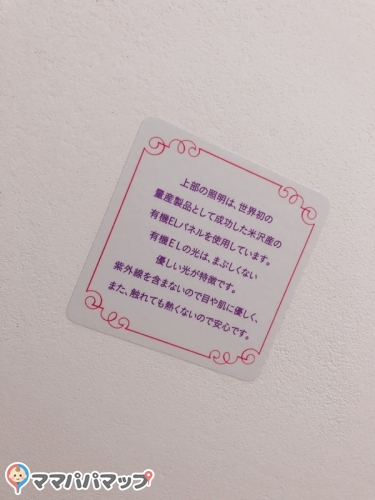 上部の照明は、世界初の
量産製品として成功した米沢産の
有機ELパネルを使用しています。
有機ELの光は、まぶしくない
優しい光が特徴です。
紫外線を含まないので目や肌に優しく、
また、触れても熱くないので安心です。
ママパパマップ